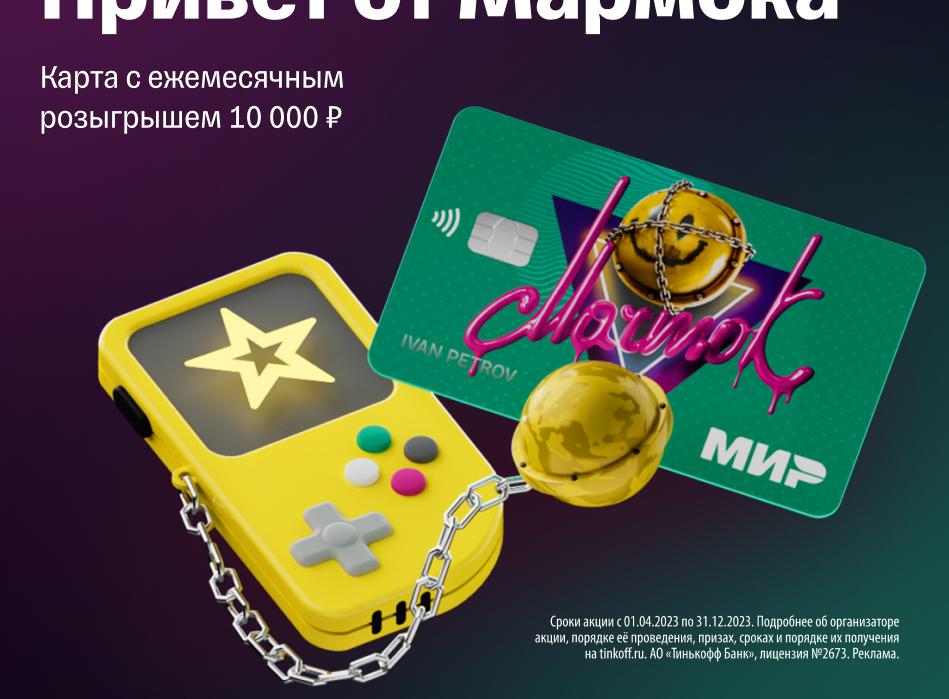 Привет от Мармока
Карта с ежемесячным
розыгрышем 10 000 ₽
Marmok
IVAN PETROV
МИР
Сроки акции с 01.04.2023 по 31.12.2023. Подробнее об организаторе
акции, порядке её проведения, призах, сроках и порядке их получения
на tinkoff.ru. АО «Тинькофф Банк», лицензия №2673. Реклама.